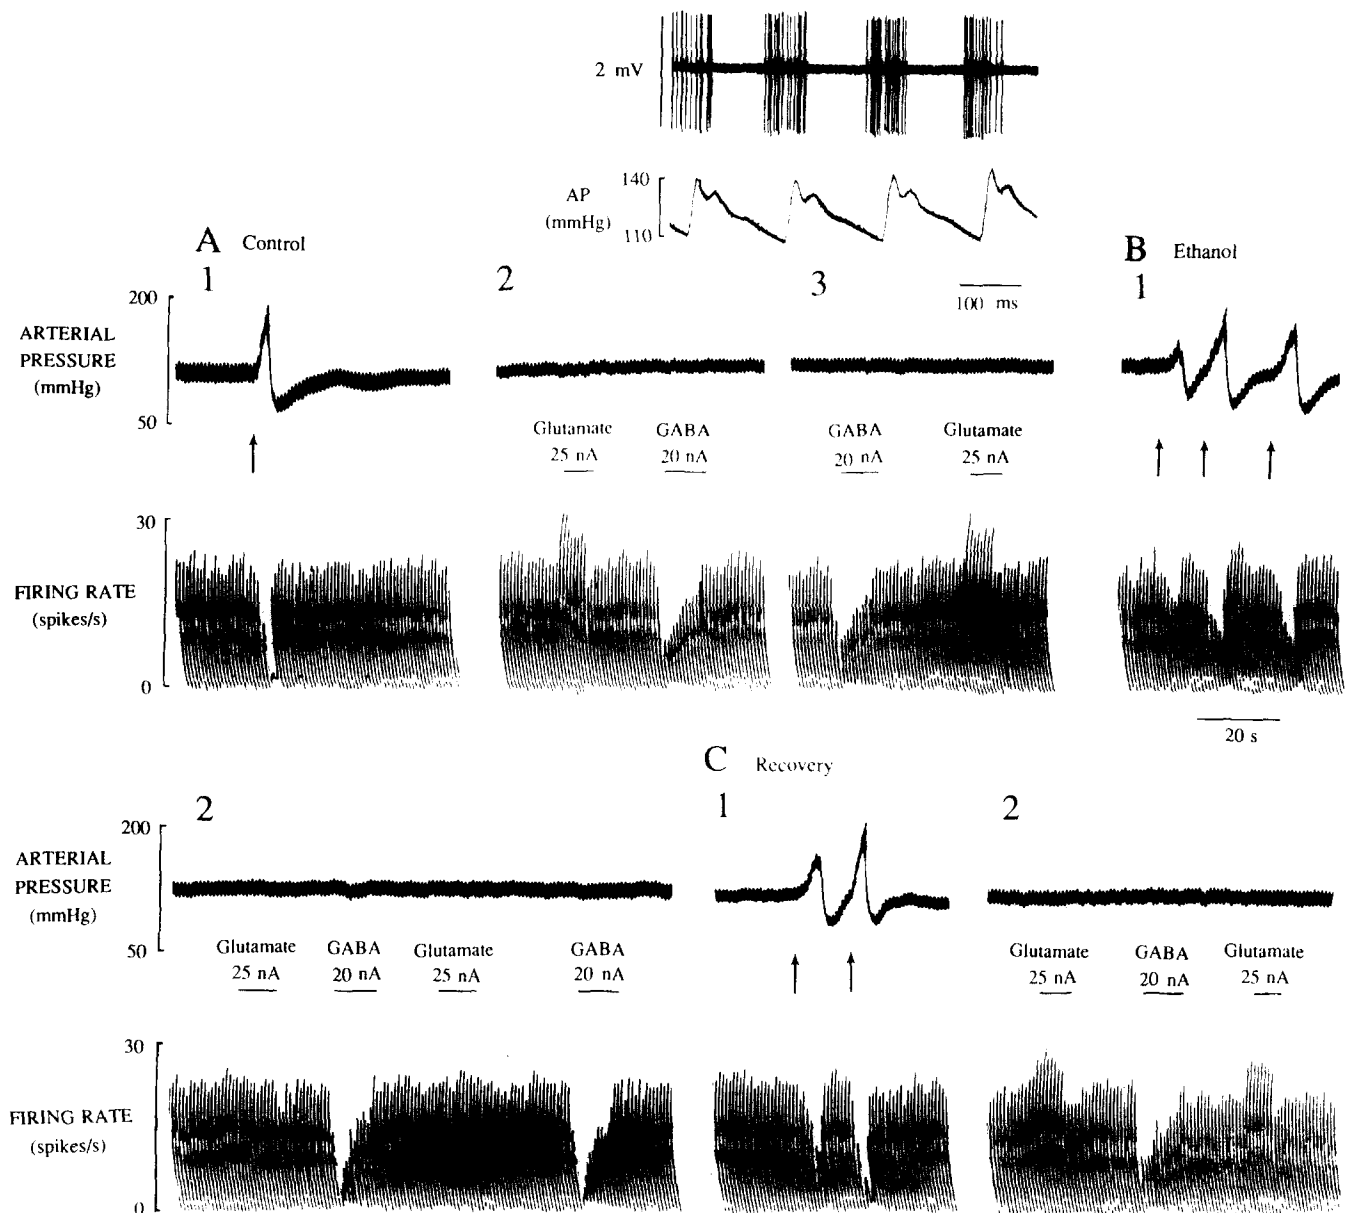 2 mV
140
AP
(mmHg)
110
A Control
B Ethanol
1
2
3
1
100 ms
200
ARTERIAL
PRESSURE
(mmHg)
50
Glutamate
25 nA
GABA
20 nA
GABA
20 nA
Glutamate
25 nA
30
FIRING RATE
(spikes/s)
0
20 s
C Recovery
2
1
2
200
ARTERIAL
PRESSURE
(mmHg)
50
Glutamate
25 nA
GABA
20 nA
Glutamate
25 nA
GABA
20 nA
Glutamate
25 nA
GABA
20 nA
Glutamate
25 nA
30
FIRING RATE
(spikes/s)
0